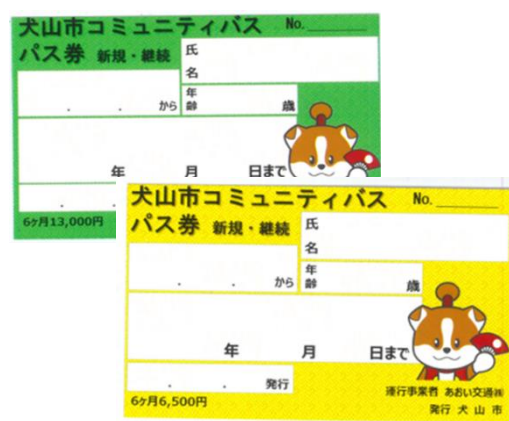 犬山市コミュニティバス No.
パス券 新規・継続
氏
名
. . から
年
齢
歳
年 月 日まで
. .
6ヶ月13,000円
犬山市コミュニティバス No.
パス券 新規・継続
氏
名
. . から
年
齢
歳
年 月 日まで
. . 発行
6ヶ月6,500円
運行事業者 あおい交通㈱
発行 犬山市